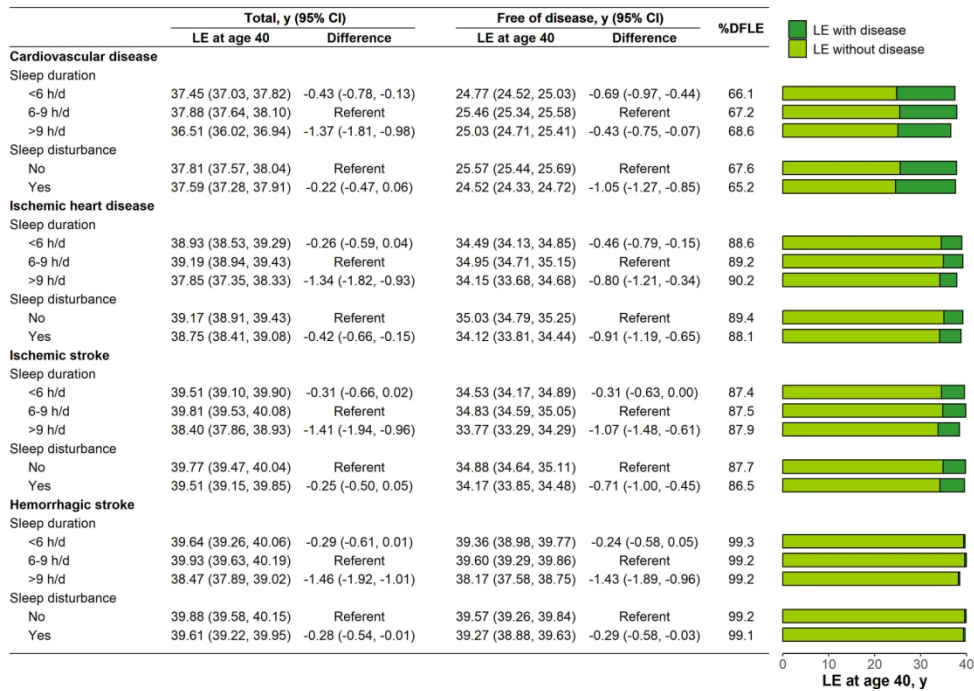 Total, y (95% CI) Free of disease, y (95% CI) %DFLE
LE at age 40 Difference LE at age 40 Difference
LE with disease
LE without disease
Cardiovascular disease
Sleep duration
<6 h/d 37.45 (37.03, 37.82) -0.43 (-0.78, -0.13) 24.77 (24.52, 25.03) -0.69 (-0.97, -0.44) 66.1
6-9 h/d 37.88 (37.64, 38.10) Referent 25.46 (25.34, 25.58) Referent 67.2
>9 h/d 36.51 (36.02, 36.94) -1.37 (-1.81, -0.98) 25.03 (24.71, 25.41) -0.43 (-0.75, -0.07) 68.6
Sleep disturbance
No 37.81 (37.57, 38.04) Referent 25.57 (25.44, 25.69) Referent 67.6
Yes 37.59 (37.28, 37.91) -0.22 (-0.47, 0.06) 24.52 (24.33, 24.72) -1.05 (-1.27, -0.85) 65.2
Ischemic heart disease
Sleep duration
<6 h/d 38.93 (38.53, 39.29) -0.26 (-0.59, 0.04) 34.49 (34.13, 34.85) -0.46 (-0.79, -0.15) 88.6
6-9 h/d 39.19 (38.94, 39.43) Referent 34.95 (34.71, 35.15) Referent 89.2
>9 h/d 37.85 (37.35, 38.33) -1.34 (-1.82, -0.93) 34.15 (33.68, 34.68) -0.80 (-1.21, -0.34) 90.2
Sleep disturbance
No 39.17 (38.91, 39.43) Referent 35.03 (34.79, 35.25) Referent 89.4
Yes 38.75 (38.41, 39.08) -0.42 (-0.66, -0.15) 34.12 (33.81, 34.44) -0.91 (-1.19, -0.65) 88.1
Ischemic stroke
Sleep duration
<6 h/d 39.51 (39.10, 39.90) -0.31 (-0.66, 0.02) 34.53 (34.17, 34.89) -0.31 (-0.63, 0.00) 87.4
6-9 h/d 39.81 (39.53, 40.08) Referent 34.83 (34.59, 35.05) Referent 87.5
>9 h/d 38.40 (37.86, 38.93) -1.41 (-1.94, -0.96) 33.77 (33.29, 34.29) -1.07 (-1.48, -0.61) 87.9
Sleep disturbance
No 39.77 (39.47, 40.04) Referent 34.88 (34.64, 35.11) Referent 87.7
Yes 39.51 (39.15, 39.85) -0.25 (-0.50, 0.05) 34.17 (33.85, 34.48) -0.71 (-1.00, -0.45) 86.5
Hemorrhagic stroke
Sleep duration
<6 h/d 39.64 (39.26, 40.06) -0.29 (-0.61, 0.01) 39.36 (38.98, 39.77) -0.24 (-0.58, 0.05) 99.3
6-9 h/d 39.93 (39.63, 40.19) Referent 39.60 (39.29, 39.86) Referent 99.2
>9 h/d 38.47 (37.89, 39.02) -1.46 (-1.92, -1.01) 38.17 (37.58, 38.75) -1.43 (-1.89, -0.96) 99.2
Sleep disturbance
No 39.88 (39.58, 40.15) Referent 39.57 (39.26, 39.84) Referent 99.2
Yes 39.61 (39.22, 39.95) -0.28 (-0.54, -0.01) 39.27 (38.88, 39.63) -0.29 (-0.58, -0.03) 99.1
0 10 20 30 40
LE at age 40, y